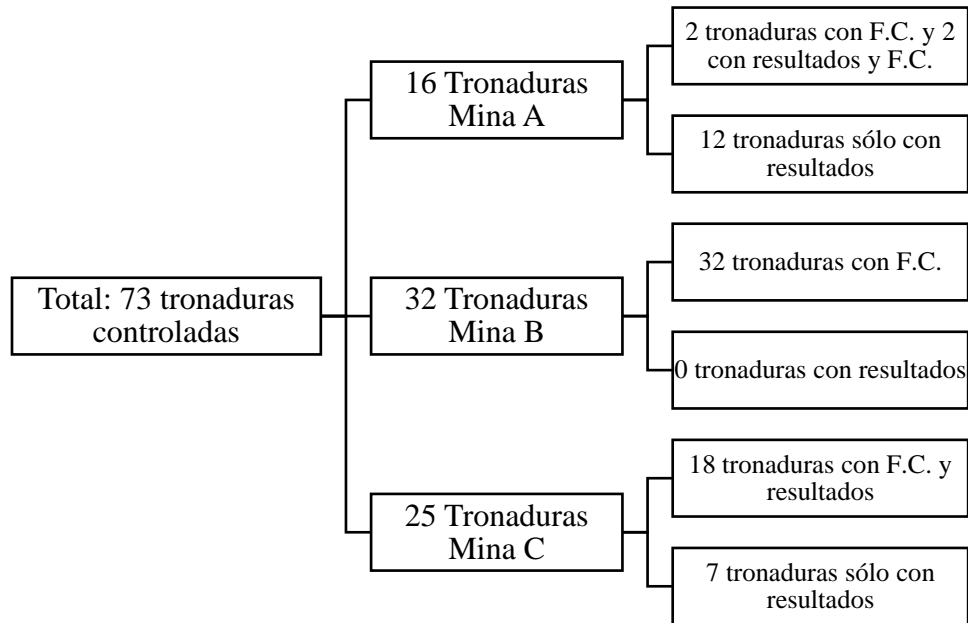 Total: 73 tronaduras
controladas
16 Tronaduras
Mina A
2 tronaduras con F.C. y 2
con resultados y F.C.
12 tronaduras sólo con
resultados
32 Tronaduras
Mina B
32 tronaduras con F.C.
0 tronaduras con resultados
25 Tronaduras
Mina C
18 tronaduras con F.C. y
resultados
7 tronaduras sólo con
resultados